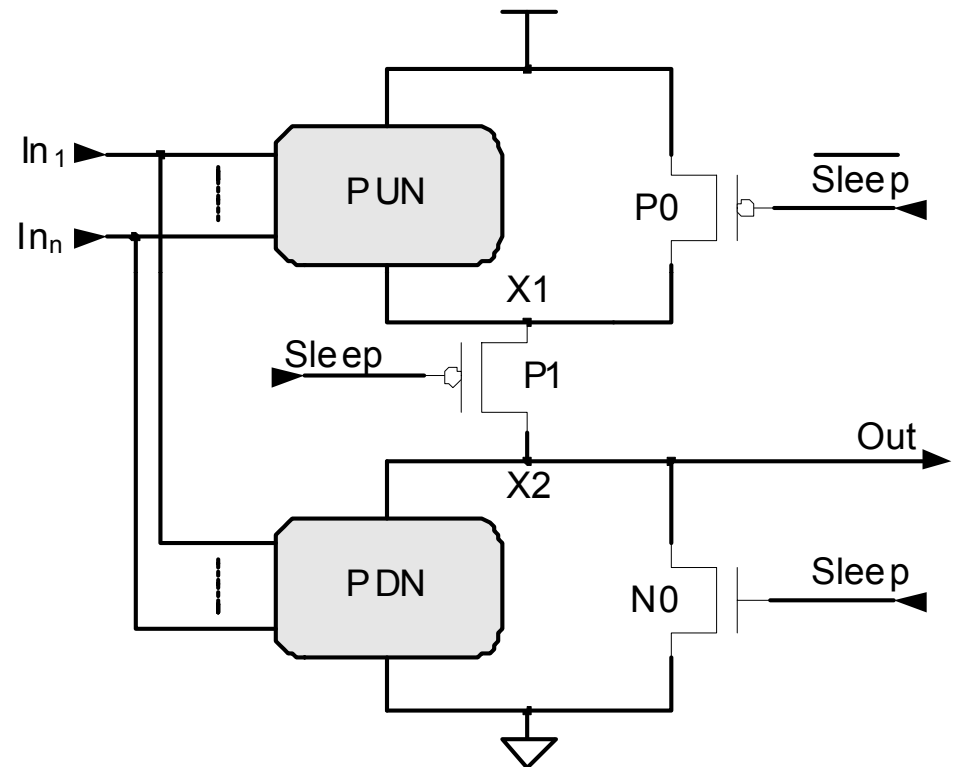 In1
PUN
Sleep
P0
Inn
X1
Sleep
P1
Out
X2
PDN
Sleep
N0